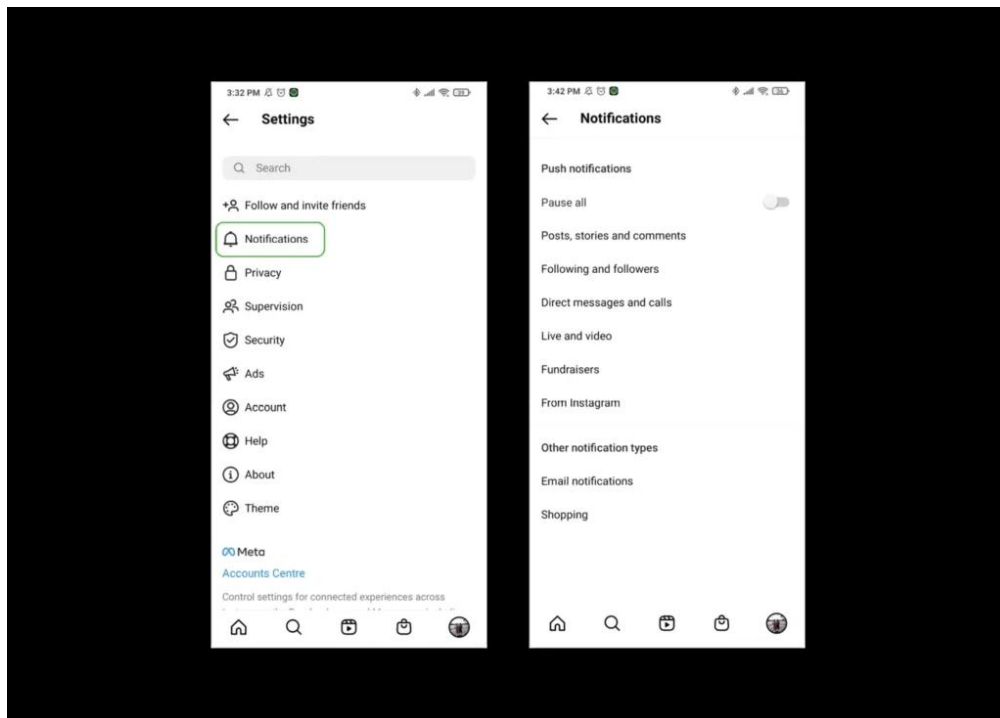 3:32 PM
Settings
Search
Follow and invite friends
Notifications
Privacy
Supervision
Security
Ads
Account
Help
About
Theme
Meta
Accounts Centre
Control settings for connected experiences across
3:42 PM
Notifications
Push notifications
Pause all
Posts, stories and comments
Following and followers
Direct messages and calls
Live and video
Fundraisers
From Instagram
Other notification types
Email notifications
Shopping